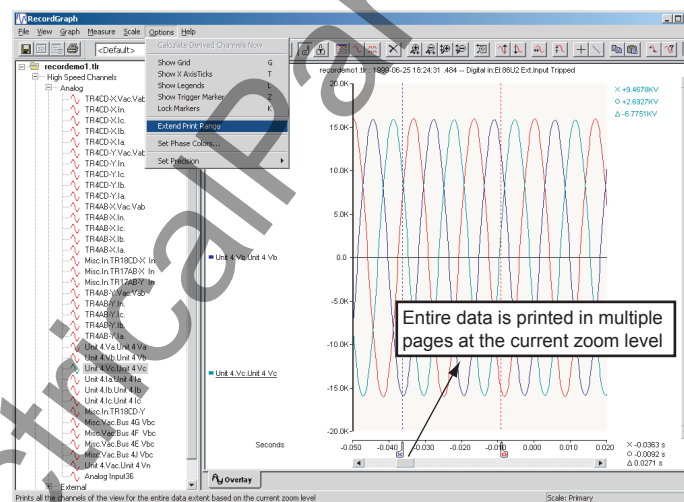 RecordGraph
File View Graph Measure Scale Options Help
<Default>
Calculate Derived Channels Now
Show Grid G
Show X AxisTicks T
Show Legends L
Show Trigger Marker Z
Lock Markers K
Extend Print Range
Set Phase Colors...
Set Precision
recordemo1.tlr
High Speed Channels
Analog
TR4CD-X.Vac.Vab
TR4CD-X.In.
TR4CD-X.Ic.
TR4CD-X.Ib.
TR4CD-X.Ia.
TR4CD-Y.Vac.Vab
TR4CD-Y.In.
TR4CD-Y.Ic.
TR4CD-Y.Ib.
TR4CD-Y.Ia.
TR4AB-X.Vac.Vab
TR4AB-X.In.
TR4AB-X.Ic.
TR4AB-X.Ib.
TR4AB-X.Ia.
Misc.In.TR18CD-X In
Misc.In.TR17AB-X In
Misc.In.TR17AB-Y In
TR4AB-Y.Vac.Vab
TR4AB-Y.In.
TR4AB-Y.Ic.
TR4AB-Y.Ib.
TR4AB-Y.Ia.
Unit 4.Va.Unit 4 Va
Unit 4.Vb.Unit 4 Vb
Unit 4.Vc.Unit 4 Vc
Unit 4.Ia.Unit 4 Ia
Unit 4.Ib.Unit 4 Ib
Unit 4.Ic.Unit 4 Ic
Misc.In.TR18CD-Y
Misc.Vac.Bus 4G Vbc
Misc.Vac.Bus 4F Vbc
Misc.Vac.Bus 4E Vbc
Misc.Vac.Bus 4J Vbc
Unit 4.Vac.Unit 4 Vn
Analog Input36
External
recordemo1.tlr : 1999-06-25 18:24:31 .484 -- Digital in:El:86U2 Ext.Input Tripped
20.0K
15.0K
10.0K
5.0K
0.0
-5.0K
-10.0K
-15.0K
-20.0K
X +9.4678KV
O +2.6927KV
Δ -6.7751KV
Unit 4.Vb.Unit 4 Vb
Unit 4.Vc.Unit 4 Vc
Entire data is printed in multiple
pages at the current zoom level
Seconds
-0.050 -0.040 -0.030 -0.020 -0.010 0.000 0.010 0.020
X -0.0363 s
O -0.0092 s
Δ 0.0271 s
Overlay
Prints all the channels of the view for the entire data extent based on the current zoom level
Scale: Primary